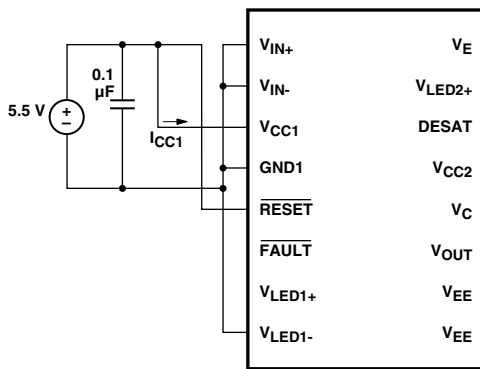 5.5 V
0.1
µF
+
−
ICC1
VIN+
VIN-
VCC1
GND1
RESET
FAULT
VLED1+
VLED1-
VE
VLED2+
DESAT
VCC2
VC
VOUT
VEE
VEE